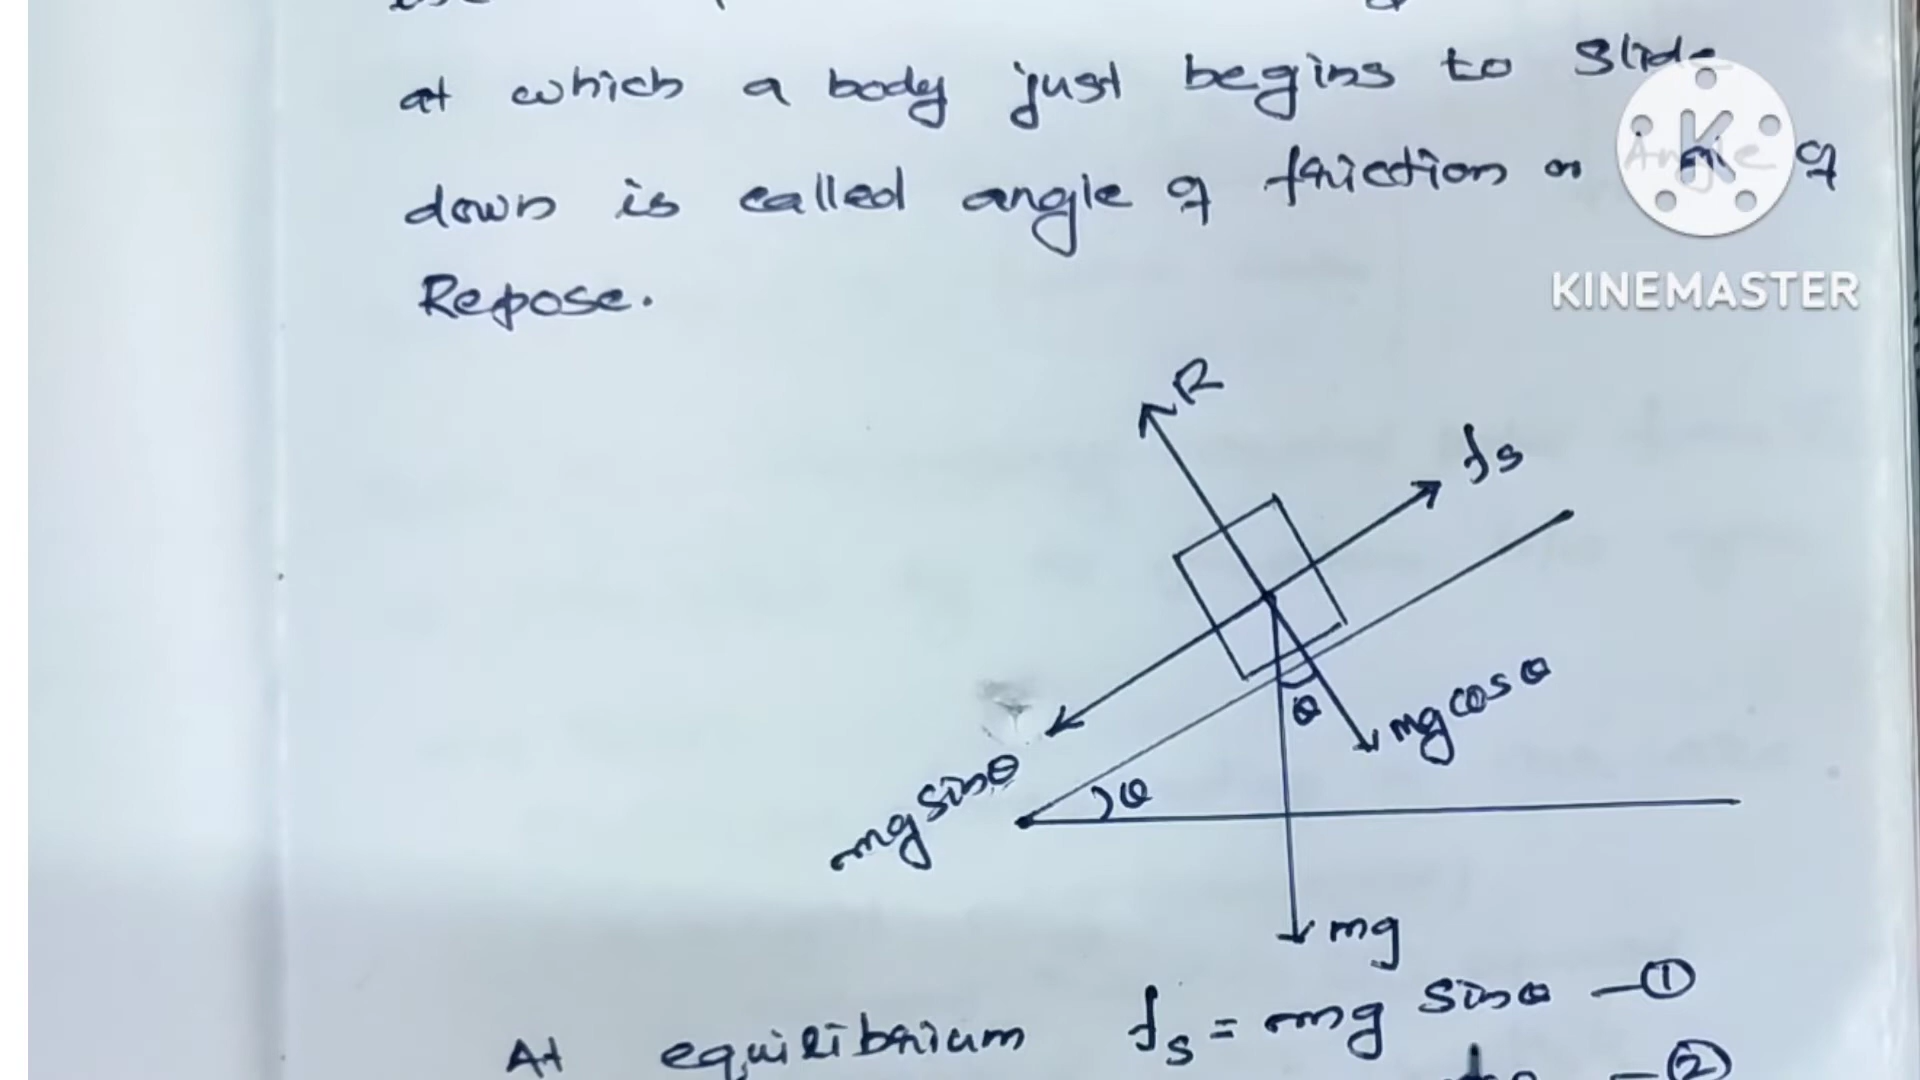 at which a body just begins to slide
down is called angle of friction or Angle of
Repose.
KINEMASTER
R
fs
mg cos θ
θ
mg sinθ
θ
mg
At equilibrium fs = mg sinθ —①
—②